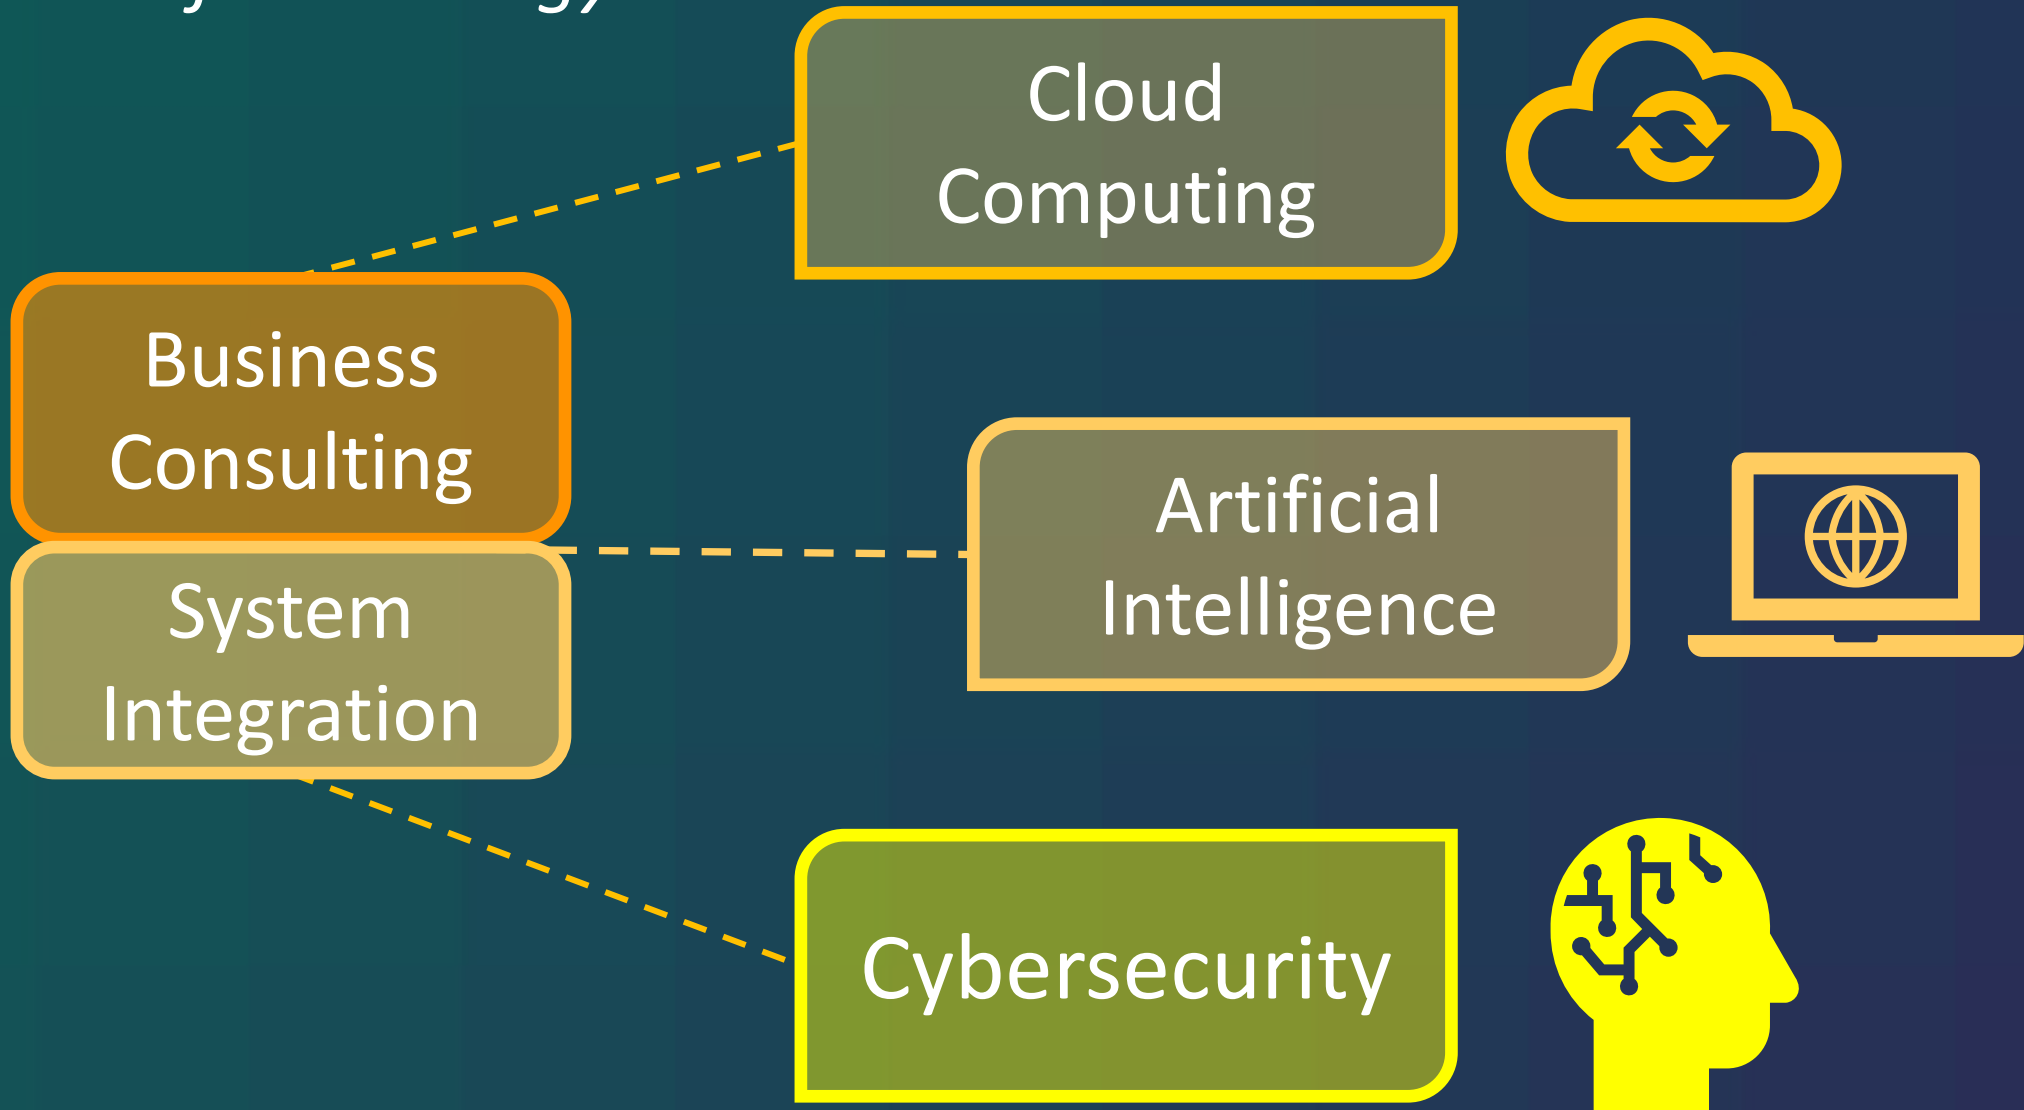 Cloud
Computing
Business
Consulting
Artificial
Intelligence
System
Integration
Cybersecurity